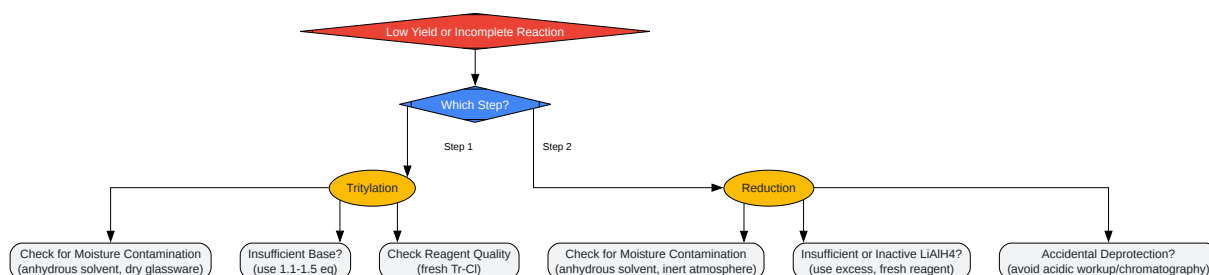 Low Yield or Incomplete Reaction
Which Step?
Step 1
Step 2
Tritylation
Reduction
Check for Moisture Contamination
(anhydrous solvent, dry glassware)
Insufficient Base?
(use 1.1-1.5 eq)
Check Reagent Quality
(fresh Tr-Cl)
Check for Moisture Contamination
(anhydrous solvent, inert atmosphere)
Insufficient or Inactive LiAlH4?
(use excess, fresh reagent)
Accidental Deprotection?
(avoid acidic workup/chromatography)